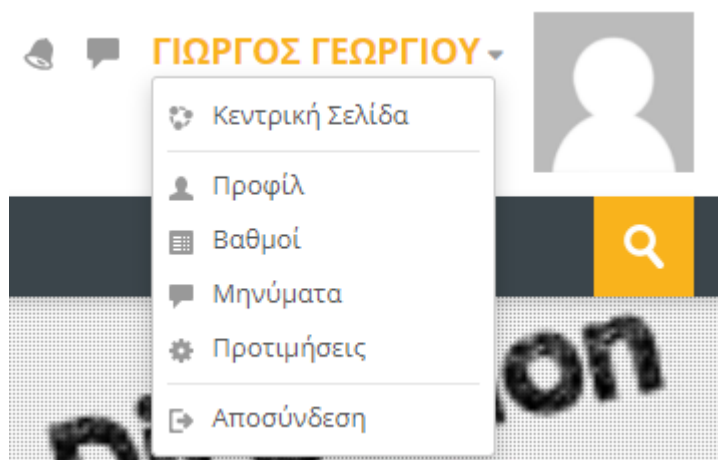 ΓΙΩΡΓΟΣ ΓΕΩΡΓΙΟΥ
Κεντρική Σελίδα
Προφίλ
Βαθμοί
Μηνύματα
Προτιμήσεις
Αποσύνδεση